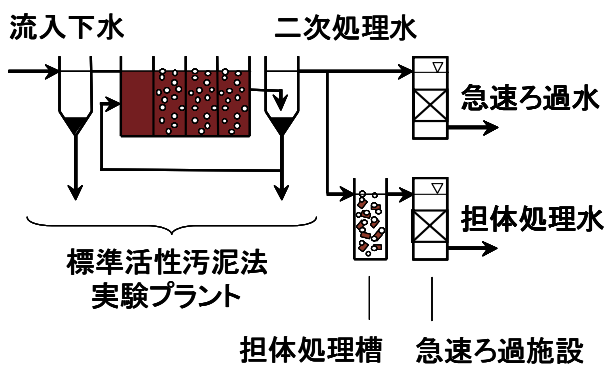 流入下水
二次処理水
急速ろ過水
担体処理水
標準活性汚泥法
実験プラント
担体処理槽
急速ろ過施設